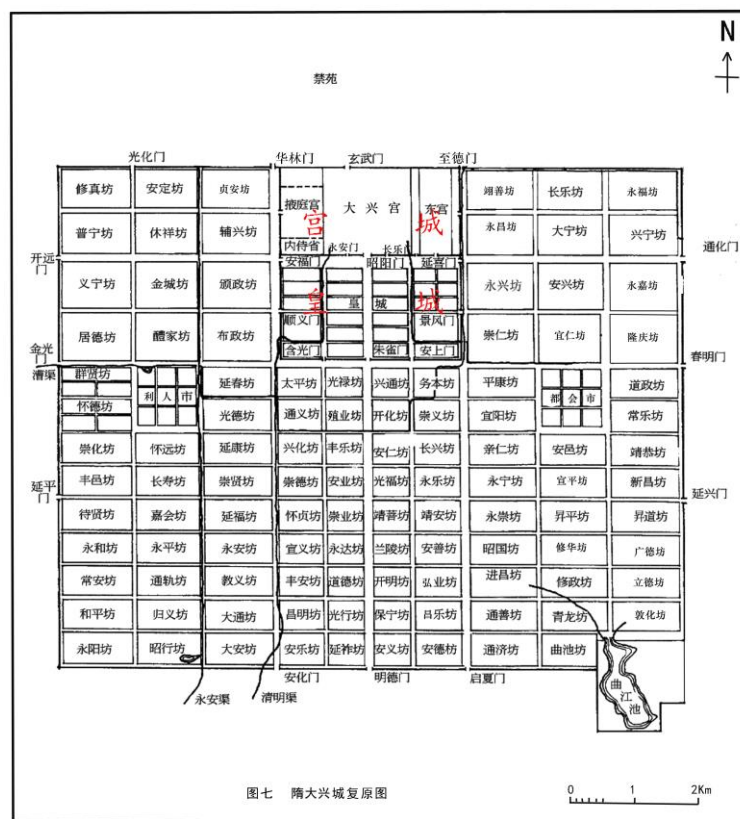 N
禁苑
光化门 华林门 玄武门 至德门
修真坊 安定坊 贞安坊 掖庭宫 大兴宫 东宫 翊善坊 长乐坊 永福坊
宫 城
普宁坊 休祥坊 辅兴坊 内侍省 永安门 长乐门 永昌坊 大宁坊 兴宁坊
开远门 安福门 昭阳门 延喜门 通化门
义宁坊 金城坊 颁政坊 皇城 永兴坊 安兴坊 永嘉坊
皇 城
居德坊 醴泉坊 布政坊 顺义门 景风门 崇仁坊 宜仁坊 隆庆坊
金光门 含光门 朱雀门 安上门 春明门
漕渠
群贤坊 利人市 延春坊 太平坊 光禄坊 兴通坊 务本坊 平康坊 都会市 道政坊
怀德坊 光德坊 通义坊 殖业坊 开化坊 崇义坊 宜阳坊 常乐坊
崇化坊 怀远坊 延康坊 兴化坊 丰乐坊 安仁坊 长兴坊 亲仁坊 安邑坊 靖恭坊
延平门 延兴门
丰邑坊 长寿坊 崇贤坊 崇德坊 安业坊 光福坊 永乐坊 永宁坊 宜平坊 新昌坊
待贤坊 嘉会坊 延福坊 怀贞坊 崇业坊 靖善坊 靖安坊 永崇坊 昇平坊 昇道坊
永和坊 永平坊 永安坊 宣义坊 永达坊 兰陵坊 安善坊 昭国坊 修华坊 广德坊
常安坊 通轨坊 教义坊 丰安坊 道德坊 开明坊 弘业坊 进昌坊 修政坊 立德坊
和平坊 归义坊 大通坊 昌明坊 光行坊 保宁坊 吕乐坊 通善坊 青龙坊 敦化坊
永阳坊 昭行坊 大安坊 安乐坊 延祚坊 安义坊 安德坊 通济坊 曲池坊
曲江池
安化门 明德门 启夏门
永安渠 清明渠
图七 隋大兴城复原图
0 1 2Km